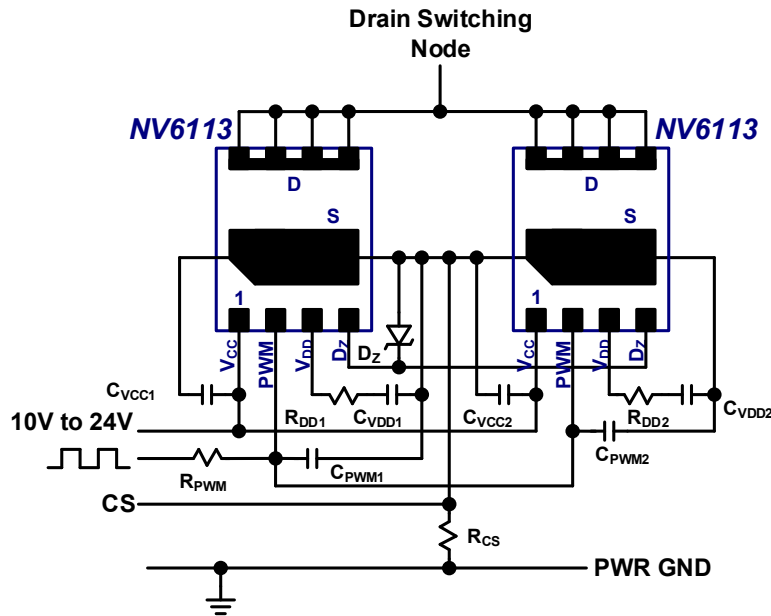 Drain Switching
Node
NV6113
NV6113
D
D
S
S
1
1
VCC
PWM
VDD
DZ
DZ
VCC
PWM
VDD
DZ
CVCC1
10V to 24V
RDD1
CVDD1
CVCC2
RDD2
CVDD2
RPWM
CPWM1
CPWM2
CS
RCS
PWR GND